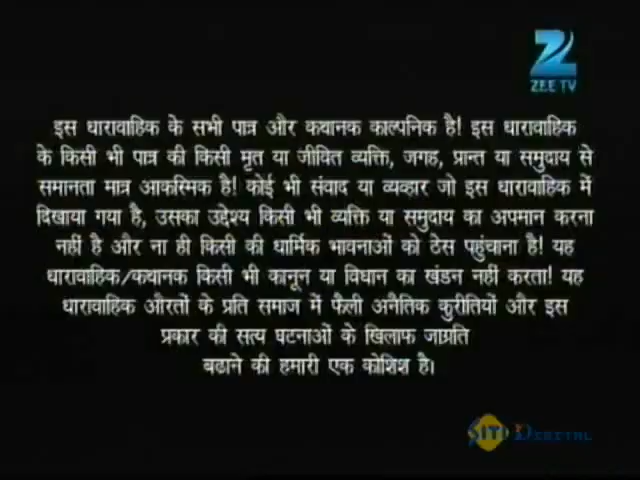 ZEE TV
इस धारावाहिक के सभी पात्र और कथानक काल्पनिक है! इस धारावाहिक
के किसी भी पात्र की किसी मृत या जीवित व्यक्ति, जगह, प्रान्त या समुदाय से
समानता मात्र आकस्मिक है! कोई भी संवाद या व्यव्हार जो इस धारावाहिक में
दिखाया गया है, उसका उद्देश्य किसी भी व्यक्ति या समुदाय का अपमान करना
नहीं है और ना ही किसी की धार्मिक भावनाओं को ठेस पहुंचाना है! यह
धारावाहिक/कथानक किसी भी कानून या विधान का खंडन नहीं करता! यह
धारावाहिक औरतों के प्रति समाज में फैली अनैतिक कुरीतियों और इस
प्रकार की सत्य घटनाओं के खिलाफ जाग्रति
बढाने की हमारी एक कोशिश है।
SITI DIGITAL